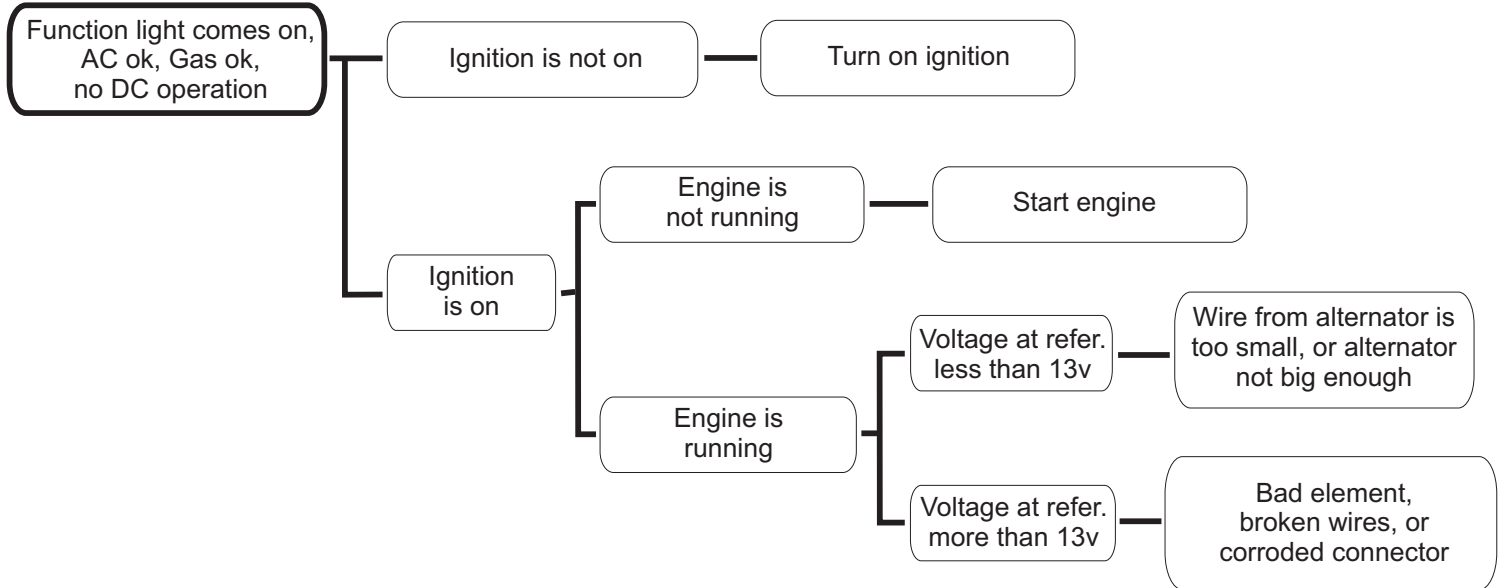 Function light comes on,
AC ok, Gas ok,
no DC operation
Ignition is not on
Turn on ignition
Engine is
not running
Start engine
Ignition
is on
Engine is
running
Voltage at refer.
less than 13v
Wire from alternator is
too small, or alternator
not big enough
Voltage at refer.
more than 13v
Bad element,
broken wires, or
corroded connector